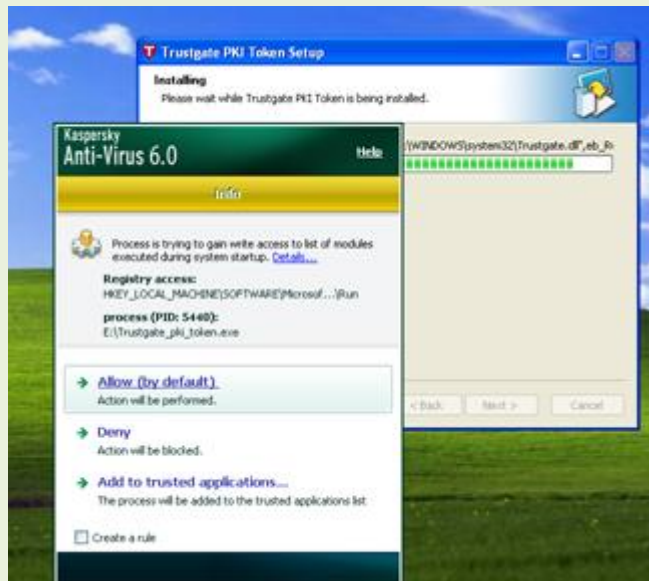 Trustgate PKI Token Setup
Installing
Please wait while Trustgate PKI Token is being installed.
Kaspersky
Anti-Virus 6.0
Help
Info
Process is trying to gain write access to list of modules
executed during system startup. Details...
Registry access:
HKEY_LOCAL_MACHINE\SOFTWARE\Microsof...\Run
process (PID: 5440):
E:\Trustgate_pki_token.exe
Allow (by default)
Action will be performed.
Deny
Action will be blocked.
Add to trusted applications...
The process will be added to the trusted applications list
Create a rule
:\WINDOWS\system32\Trustgate.dll",
< Back
Next >
Cancel